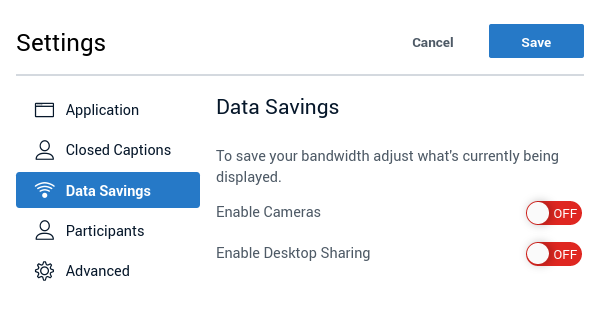 Settings
Cancel
Save
Application
Closed Captions
Data Savings
Participants
Advanced
Data Savings
To save your bandwidth adjust what's currently being
displayed.
Enable Cameras
OFF
Enable Desktop Sharing
OFF